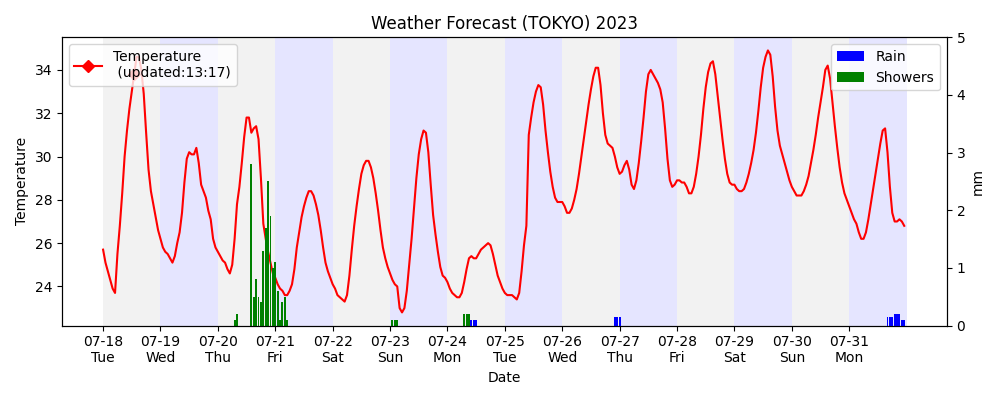 Weather Forecast (TOKYO) 2023
Temperature
(updated:13:17)
Rain
Showers
34
32
30
28
26
24
Temperature
5
4
3
2
1
0
mm
07-18 07-19 07-20 07-21 07-22 07-23 07-24 07-25 07-26 07-27 07-28 07-29 07-30 07-31
Tue Wed Thu Fri Sat Sun Mon Tue Wed Thu Fri Sat Sun Mon
Date